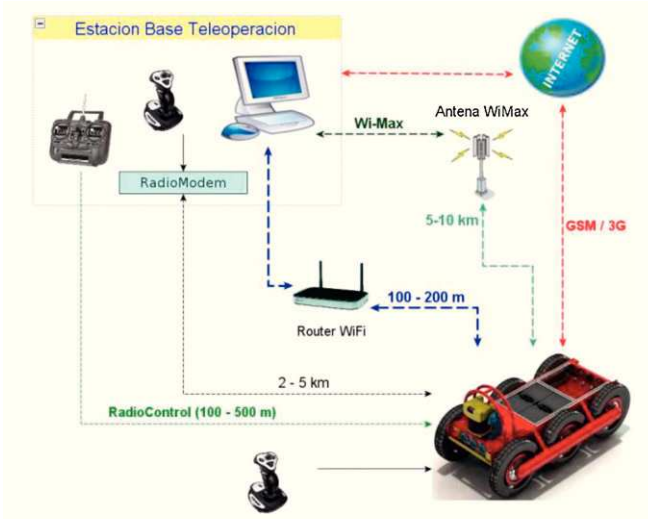 Estacion Base Teleoperacion
INTERNET
Antena WiMax
Wi-Max
RadioModem
5-10 km
GSM / 3G
100 - 200 m
Router WiFi
2 - 5 km
RadioControl (100 - 500 m)